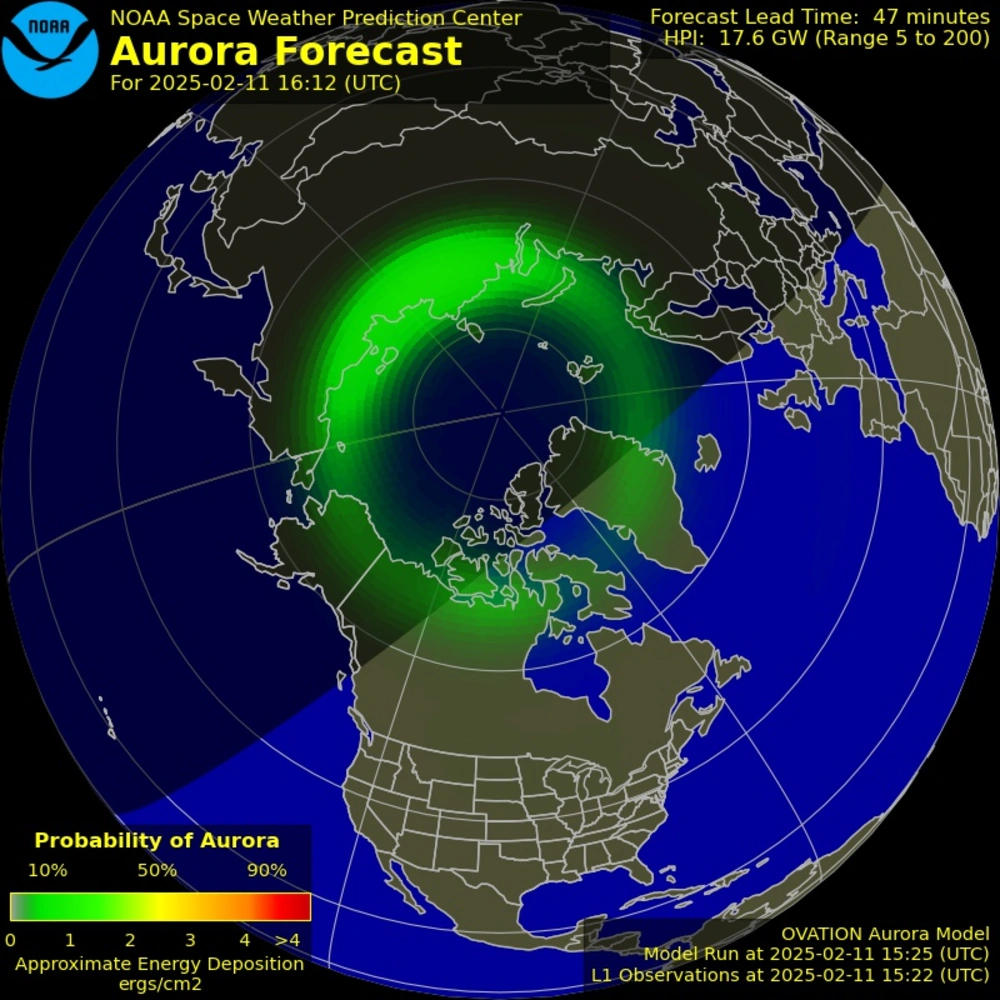 NOAA
NOAA Space Weather Prediction Center
Aurora Forecast
For 2025-02-11 16:12 (UTC)
Forecast Lead Time: 47 minutes
HPI: 17.6 GW (Range 5 to 200)
Probability of Aurora
10% 50% 90%
0 1 2 3 4 >4
Approximate Energy Deposition
ergs/cm2
OVATION Aurora Model
Model Run at 2025-02-11 15:25 (UTC)
L1 Observations at 2025-02-11 15:22 (UTC)